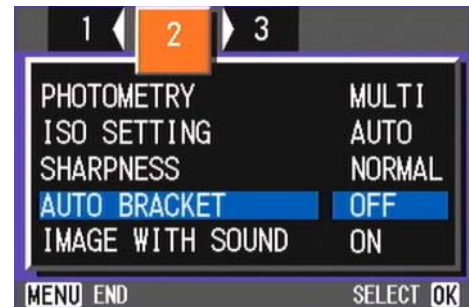 1 2 3
PHOTOMETRY MULTI
ISO SETTING AUTO
SHARPNESS NORMAL
AUTO BRACKET OFF
IMAGE WITH SOUND ON
MENU END SELECT OK